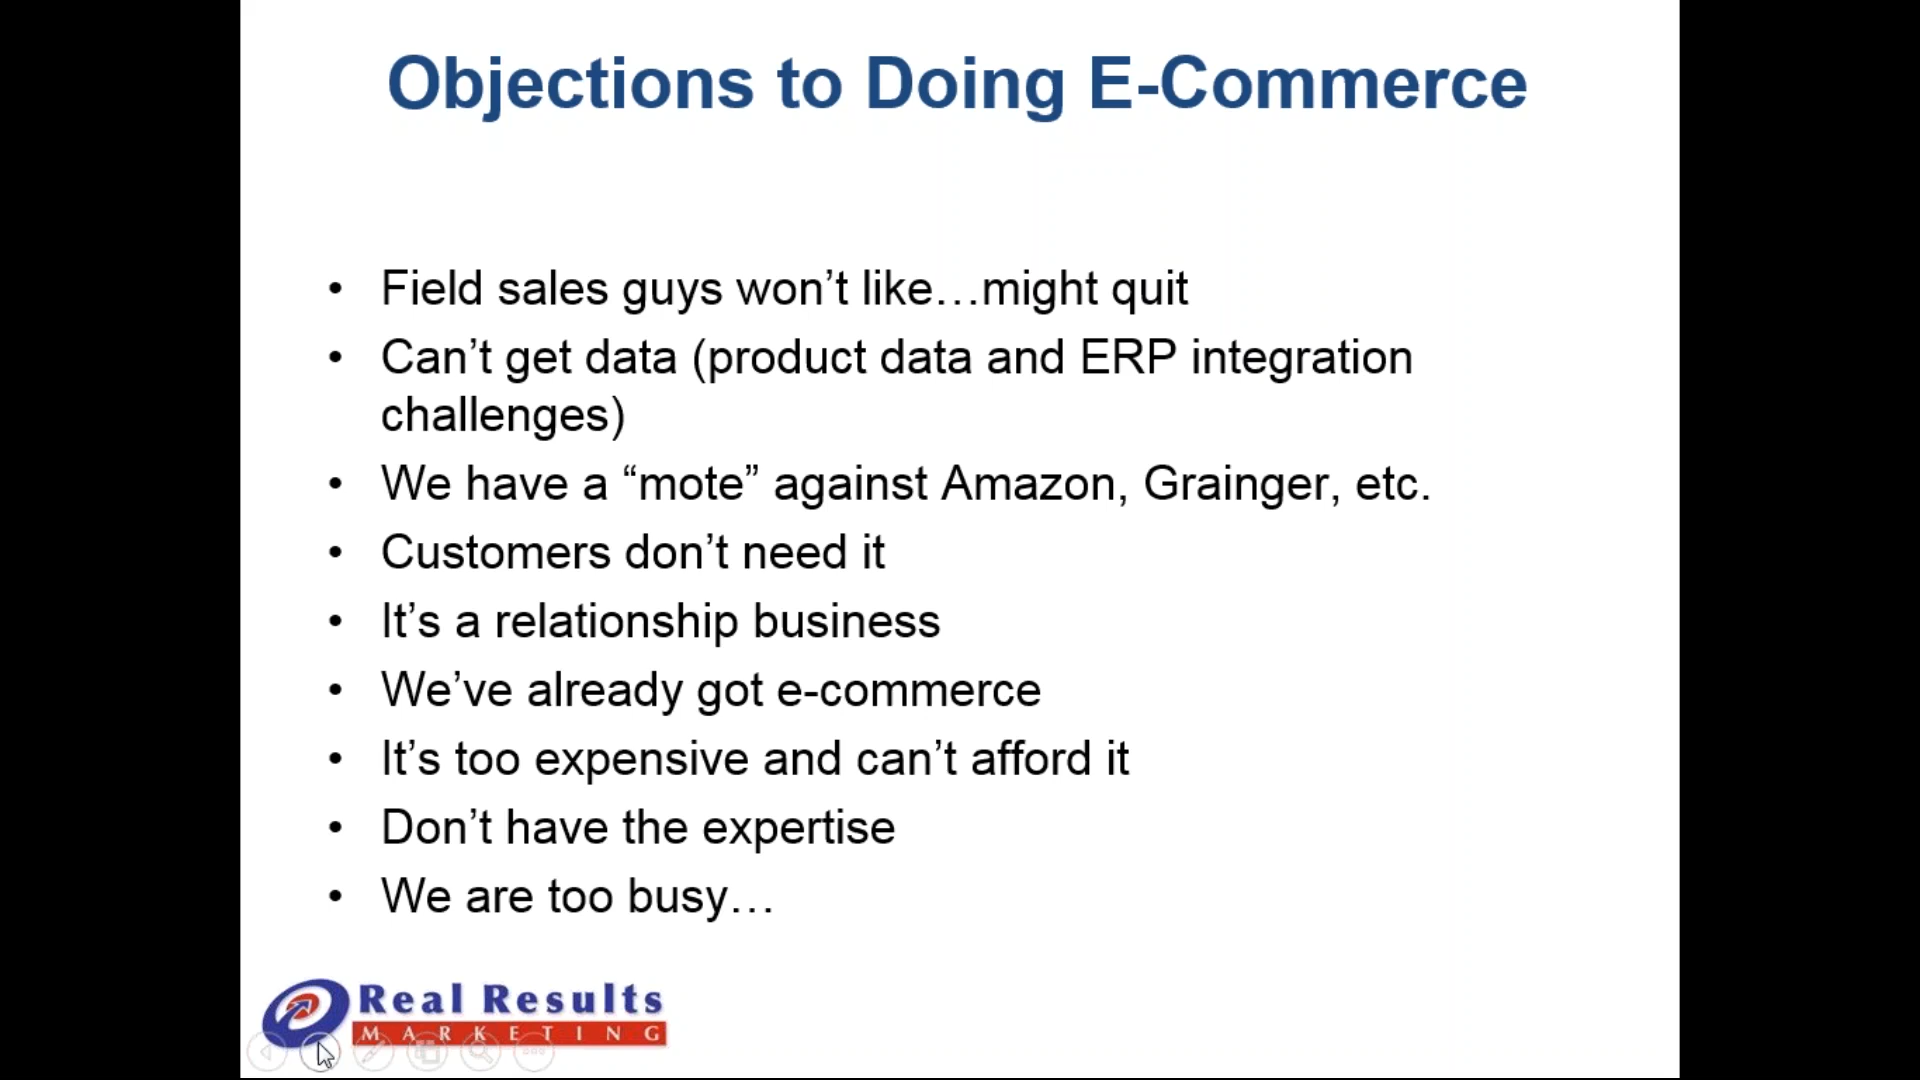 Objections to Doing E-Commerce
• Field sales guys won’t like…might quit
• Can’t get data (product data and ERP integration
challenges)
• We have a “mote” against Amazon, Grainger, etc.
• Customers don’t need it
• It’s a relationship business
• We’ve already got e-commerce
• It’s too expensive and can’t afford it
• Don’t have the expertise
• We are too busy…
Real Results
MARKETING